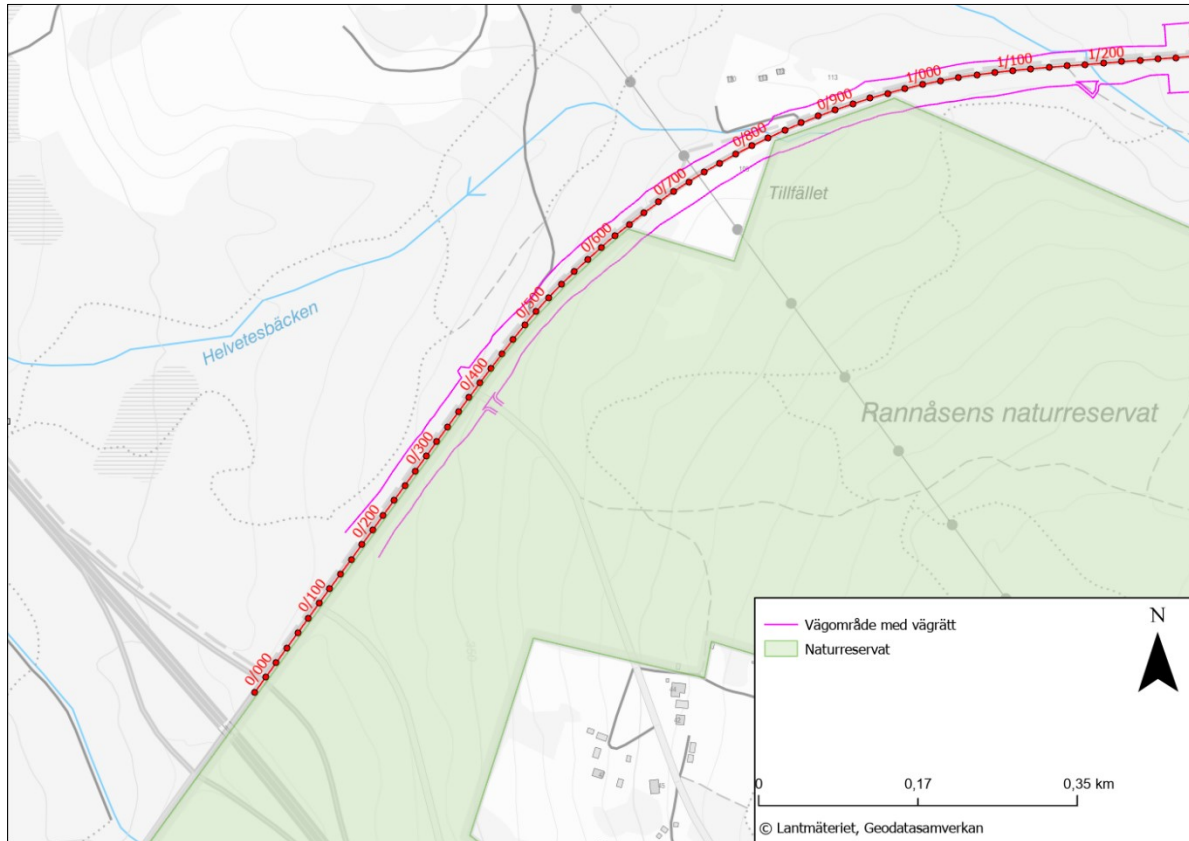 0/000
0/100
0/200
0/300
0/400
0/500
0/600
0/700
0/800
0/900
1/000
1/100
1/200
113
Tillfället
Helvetesbäcken
Rannåsens naturreservat
N
Vägområde med vägrätt
Naturreservat
0
0,17
0,35 km
© Lantmäteriet, Geodatasamverkan